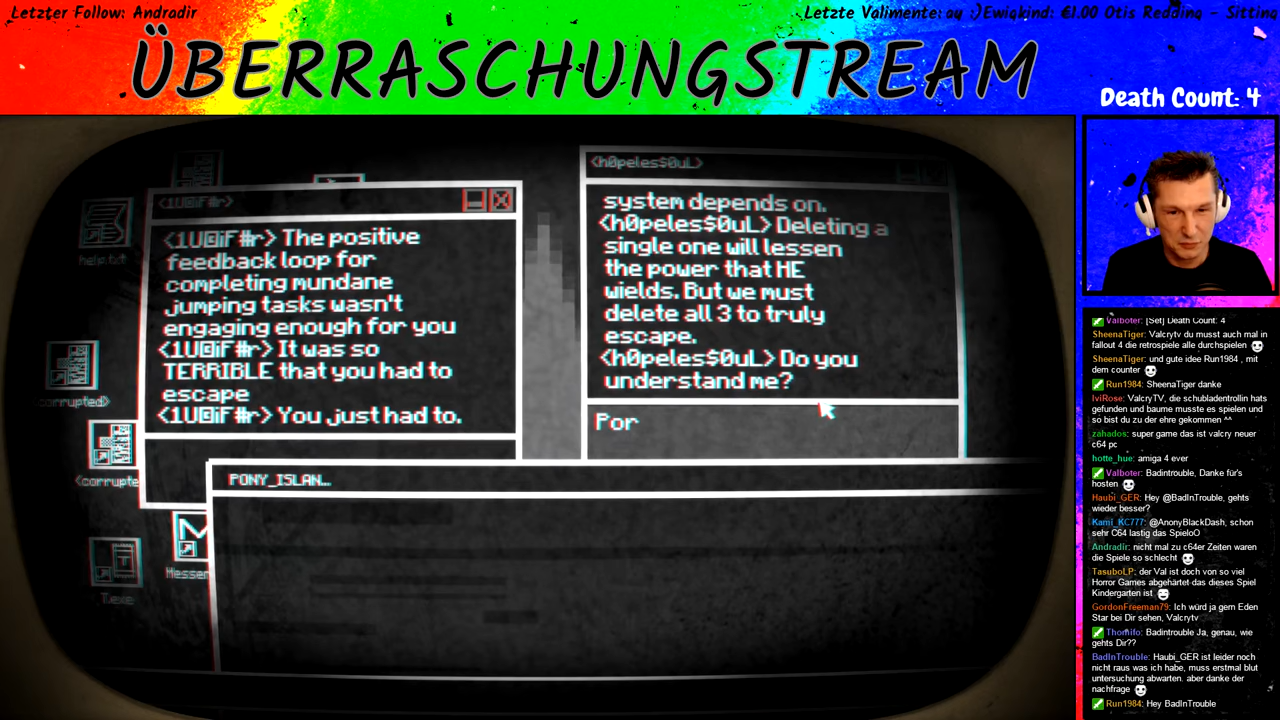 Letzter Follow: Andradir
Letzte Valimente: ay :)Ewigkind: €1.00 Otis Redding - Sitting
ÜBERRASCHUNGSTREAM
Death Count: 4
help.txt
corrupted>
<corrupte
Messen
T.exe
The positive
feedback loop for
completing mundane
jumping tasks wasn't
engaging enough for you
It was so
TERRIBLE that you had to
escape
You just had to.
<h0peles$0uL>
system depends on.
<h0peles$0uL> Deleting a
single one will lessen
the power that HE
wields. But we must
delete all 3 to truly
escape.
<h0peles$0uL> Do you
understand me?
Por
PONY_ISLAN...
Valboter: [Set] Death Count: 4
SheenaTiger: Valcrytv du musst auch mal in
fallout 4 die retrospiele alle durchspielen
SheenaTiger: und gute idee Run1984 , mit
dem counter
Run1984: SheenaTiger danke
IviRose: ValcryTV, die schubladentrollin hats
gefunden und baume musste es spielen und
so bist du zu der ehre gekommen ^^
zahados: super game das ist valcry neuer
c64 pc
hotte_hue: amiga 4 ever
Valboter: Badintrouble, Danke für's
hosten
Haubi_GER: Hey @BadInTrouble, gehts
wieder besser?
Kami_KC777: @AnonyBlackDash, schon
sehr C64 lastig das SpieloO
Andradir: nicht mal zu c64er Zeiten waren
die Spiele so schlecht
TasuboLP: der Val ist doch von so viel
Horror Games abgehärtet das dieses Spiel
Kindergarten ist
GordonFreeman79: Ich würd ja gern Eden
Star bei Dir sehen, Valcrytv
Thomifo: Badintrouble Ja, genau, wie
gehts Dir??
BadInTrouble: Haubi_GER ist leider noch
nicht raus was ich habe, muss erstmal blut
untersuchung abwarten. aber danke der
nachfrage
Run1984: Hey BadInTrouble